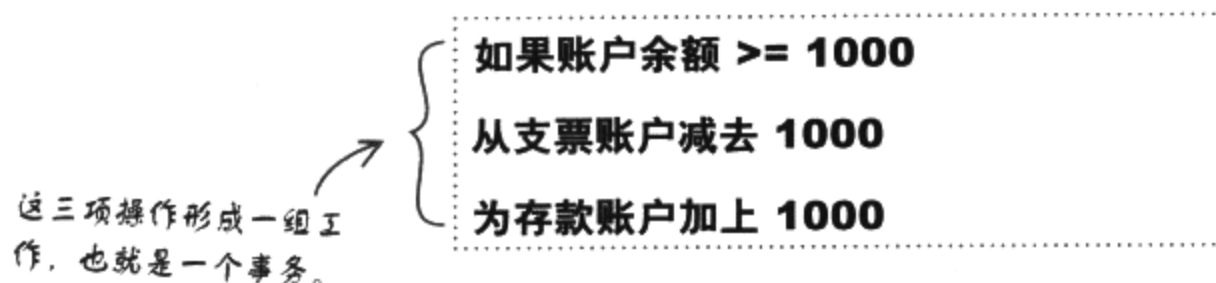 如果账户余额 >= 1000
从支票账户减去 1000
为存款账户加上 1000
这三项操作形成一组工
作，也就是一个事务。